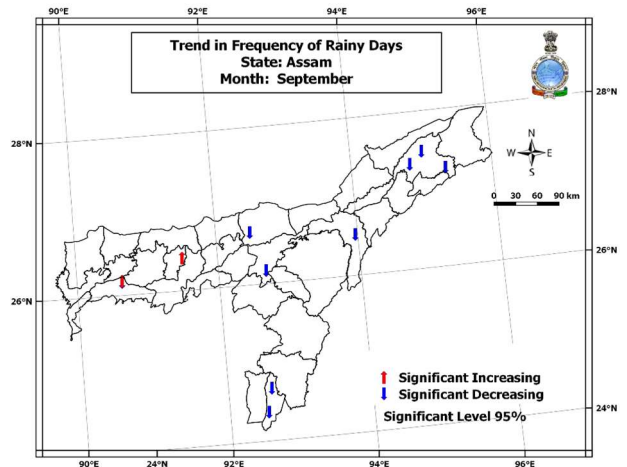 90°E 92°E 94°E 96°E
Trend in Frequency of Rainy Days
State: Assam
Month: September
28°N
28°N
N
W E
S
0 30 60 90 km
26°N
26°N
Significant Increasing
Significant Decreasing
Significant Level 95%
24°N
90°E 24°N 92°E 94°E 96°E